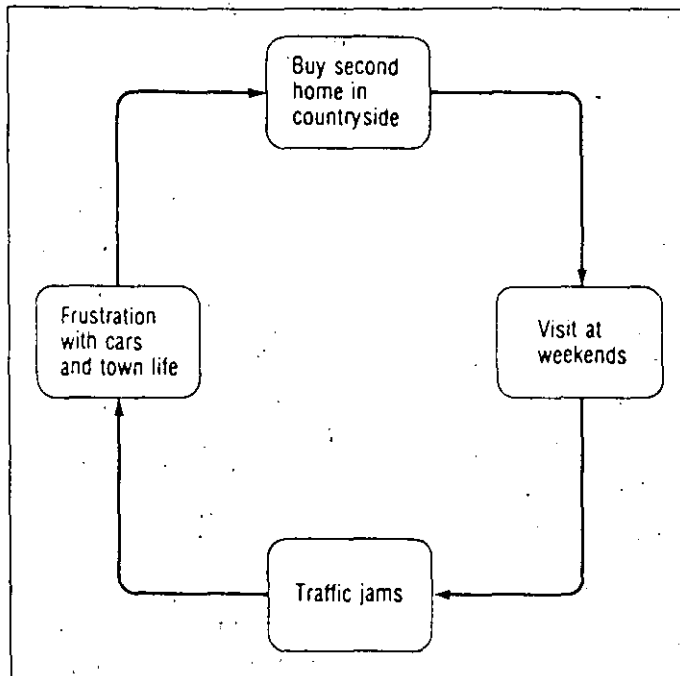 Buy second
home in
countryside
Frustration
with cars
and town life
Visit at
weekends
Traffic jams